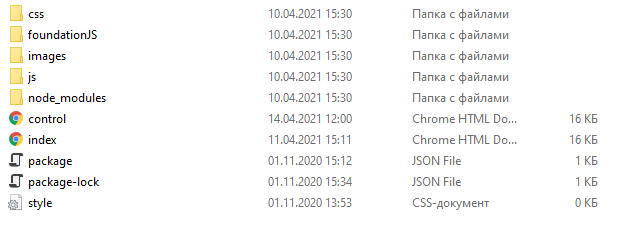 css 10.04.2021 15:30 Папка с файлами
foundationJS 10.04.2021 15:30 Папка с файлами
images 10.04.2021 15:30 Папка с файлами
js 10.04.2021 15:30 Папка с файлами
node_modules 10.04.2021 15:30 Папка с файлами
control 14.04.2021 12:00 Chrome HTML Do... 16 КБ
index 11.04.2021 15:11 Chrome HTML Do... 16 КБ
package 01.11.2020 15:12 JSON File 1 КБ
package-lock 01.11.2020 15:34 JSON File 1 КБ
style 01.11.2020 13:53 CSS-документ 0 КБ